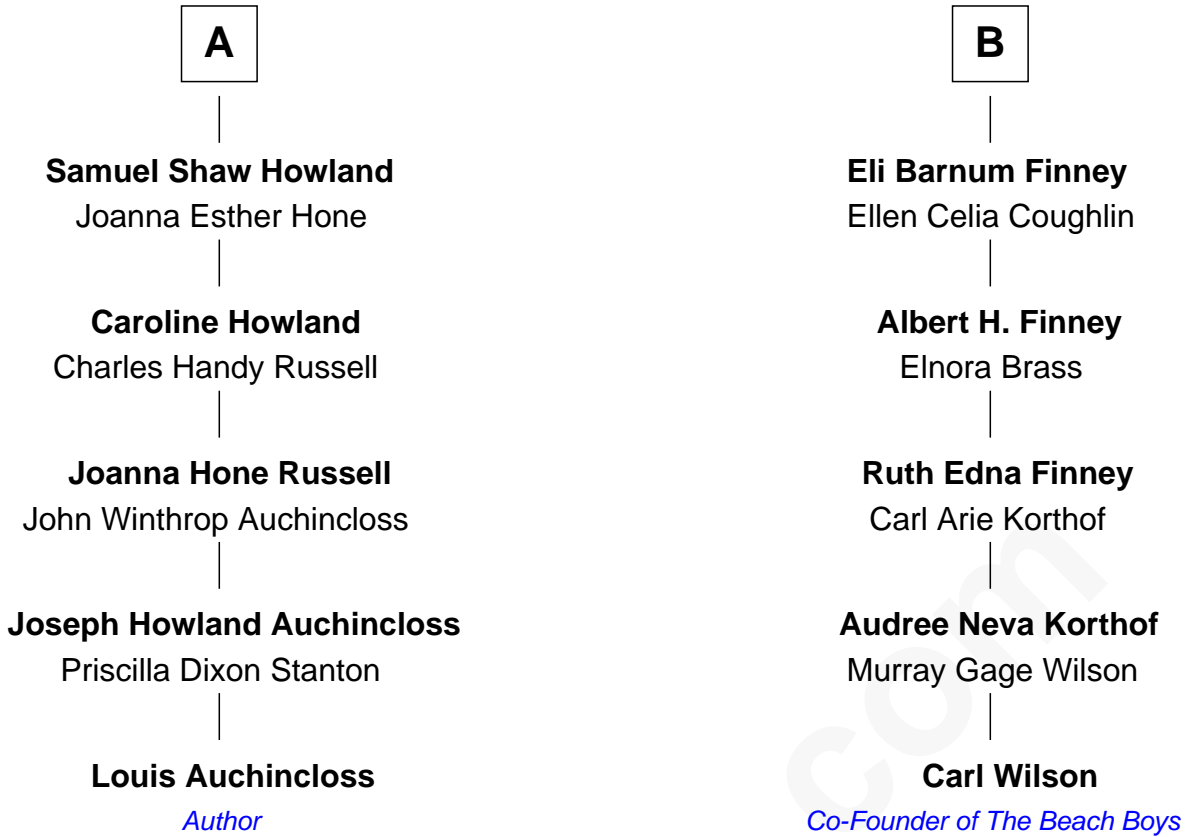 A
Samuel Shaw Howland
Joanna Esther Hone
Caroline Howland
Charles Handy Russell
Joanna Hone Russell
John Winthrop Auchincloss
Joseph Howland Auchincloss
Priscilla Dixon Stanton
Louis Auchincloss
Author
B
Eli Barnum Finney
Ellen Celia Coughlin
Albert H. Finney
Elnora Brass
Ruth Edna Finney
Carl Arie Korthof
Audree Neva Korthof
Murray Gage Wilson
Carl Wilson
Co-Founder of The Beach Boys
com